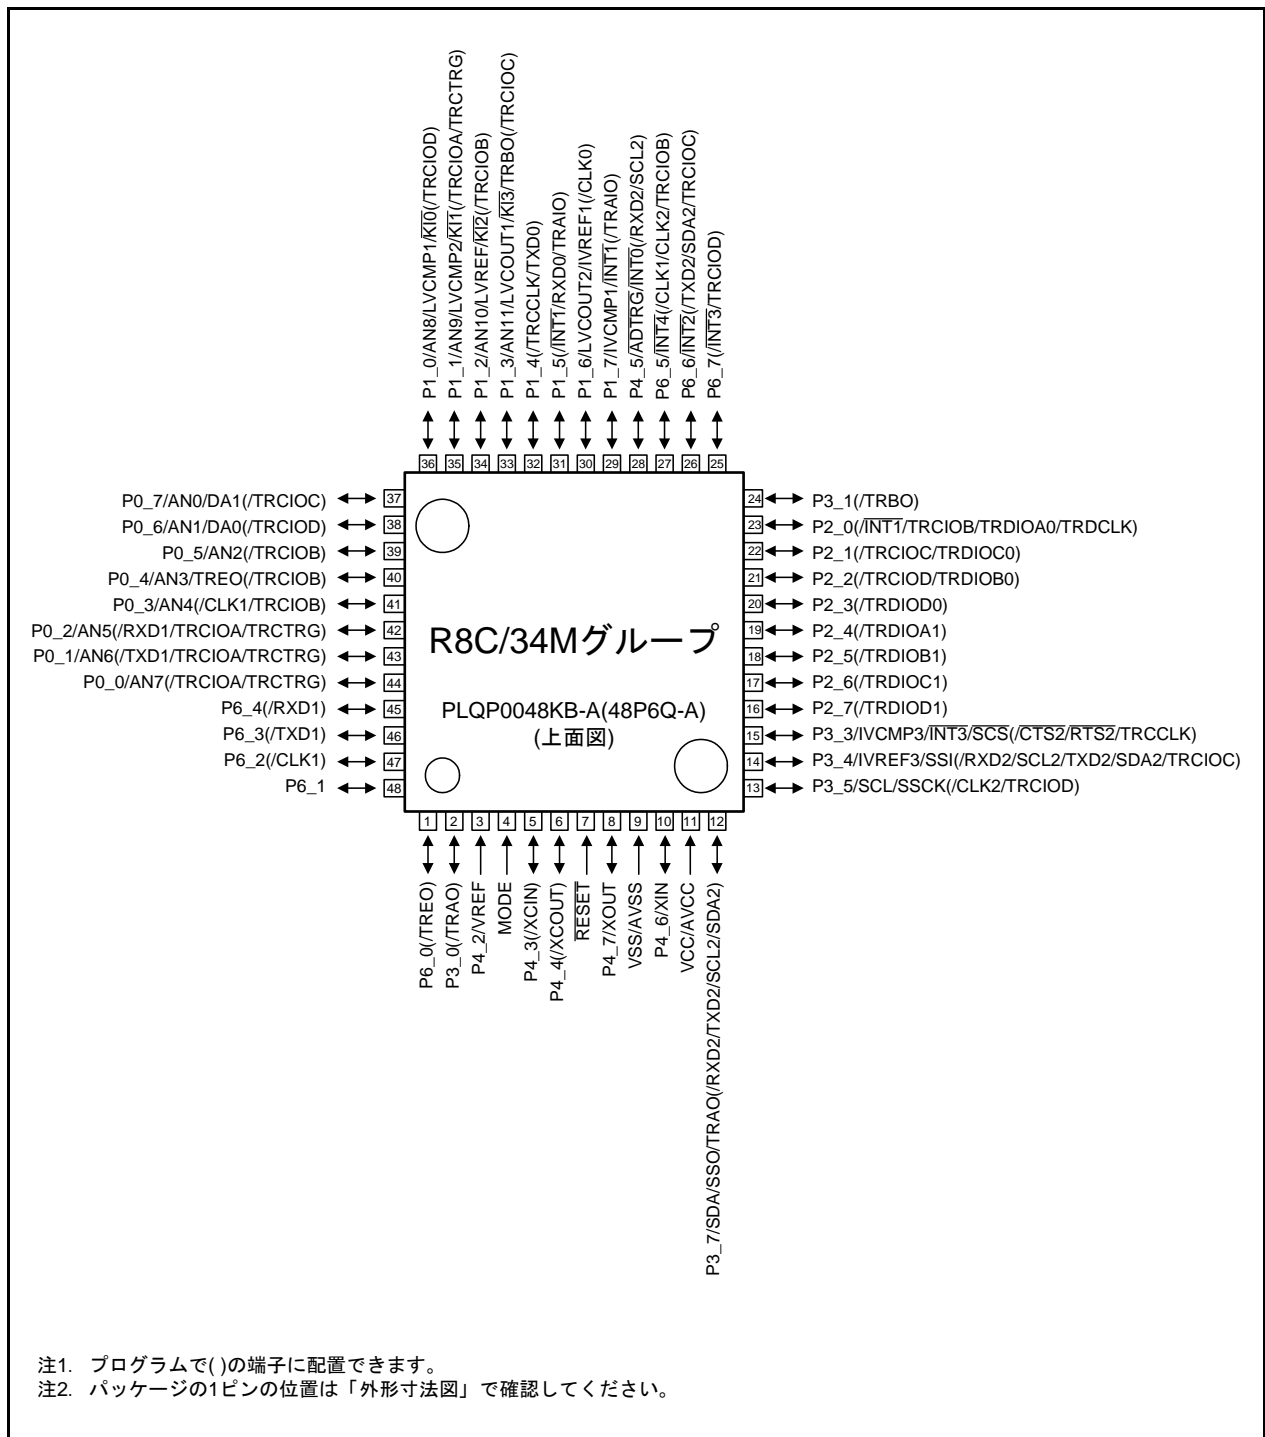 P1_0/AN8/LVCMP1/KI0(/TRCIOD)
P1_1/AN9/LVCMP2/KI1(/TRCIOA/TRCTRG)
P1_2/AN10/LVREF/KI2(/TRCIOB)
P1_3/AN11/LVCOUT1/KI3/TRBO(/TRCIOC)
P1_4(/TRCCLK/TXD0)
P1_5(/INT1/RXD0/TRAIO)
P1_6/LVCOUT2/IVREF1(/CLK0)
P1_7/IVCMP1/INT1(/TRAIO)
P4_5/ADTRG/INT0(/RXD2/SCL2)
P6_5/INT4(/CLK1/CLK2/TRCIOB)
P6_6/INT2(/TXD2/SDA2/TRCIOC)
P6_7(/INT3/TRCIOD)
36 35 34 33 32 31 30 29 28 27 26 25
P0_7/AN0/DA1(/TRCIOC) 37
P0_6/AN1/DA0(/TRCIOD) 38
P0_5/AN2(/TRCIOB) 39
P0_4/AN3/TREO(/TRCIOB) 40
P0_3/AN4(/CLK1/TRCIOB) 41
P0_2/AN5(/RXD1/TRCIOA/TRCTRG) 42
P0_1/AN6(/TXD1/TRCIOA/TRCTRG) 43
P0_0/AN7(/TRCIOA/TRCTRG) 44
P6_4(/RXD1) 45
P6_3(/TXD1) 46
P6_2(/CLK1) 47
P6_1 48
R8C/34Mグループ
PLQP0048KB-A(48P6Q-A)
(上面図)
24 P3_1(/TRBO)
23 P2_0(/INT1/TRCIOB/TRDIOA0/TRDCLK)
22 P2_1(/TRCIOC/TRDIOC0)
21 P2_2(/TRCIOD/TRDIOB0)
20 P2_3(/TRDIOD0)
19 P2_4(/TRDIOA1)
18 P2_5(/TRDIOB1)
17 P2_6(/TRDIOC1)
16 P2_7(/TRDIOD1)
15 P3_3/IVCMP3/INT3/SCS(/CTS2/RTS2/TRCCLK)
14 P3_4/IVREF3/SSI(/RXD2/SCL2/TXD2/SDA2/TRCIOC)
13 P3_5/SCL/SSCK(/CLK2/TRCIOD)
1 2 3 4 5 6 7 8 9 10 11 12
P6_0(/TREO)
P3_0(/TRAO)
P4_2/VREF
MODE
P4_3(/XCIN)
P4_4(/XCOUT)
RESET
P4_7/XOUT
VSS/AVSS
P4_6/XIN
VCC/AVCC
P3_7/SDA/SSO/TRAO(/RXD2/TXD2/SCL2/SDA2)
注1. プログラムで( )の端子に配置できます。
注2. パッケージの1ピンの位置は「外形寸法図」で確認してください。